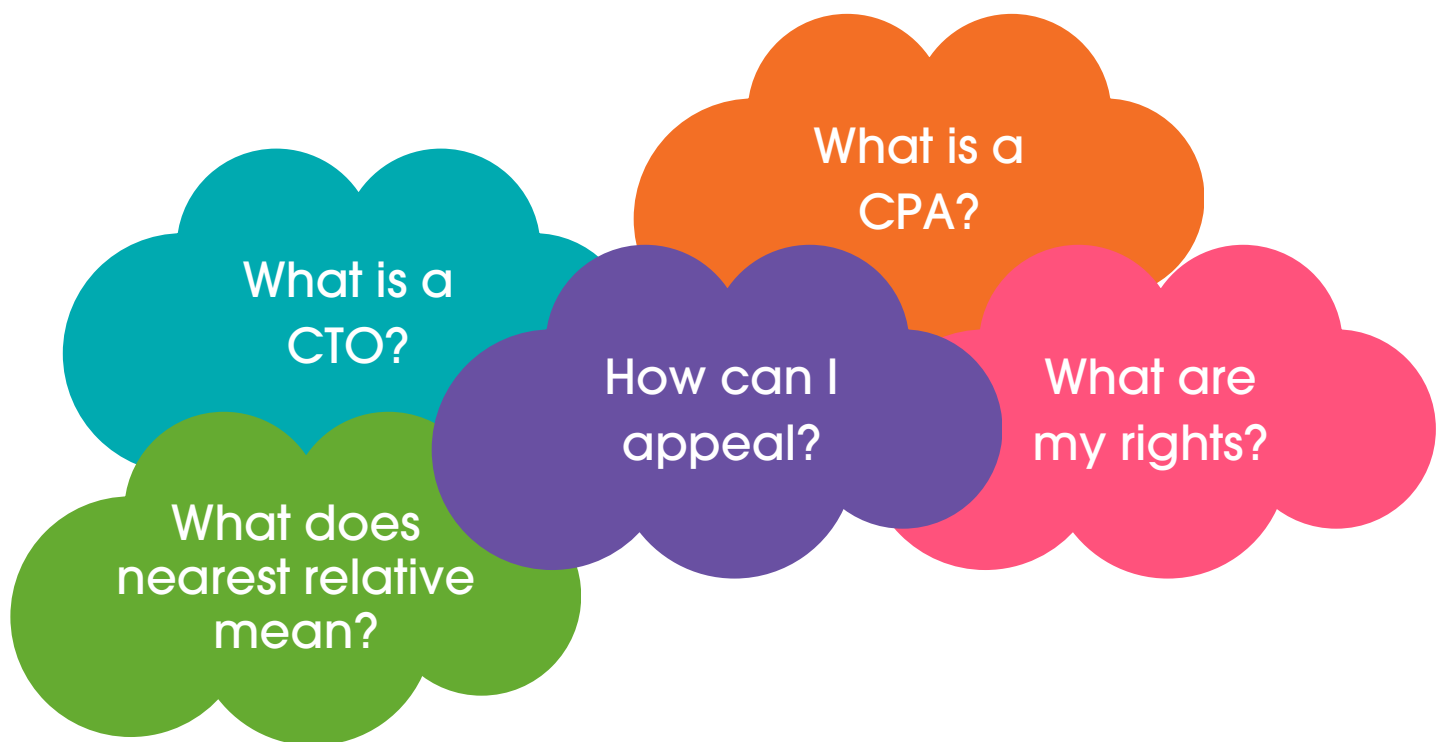 What is a
CPA?
What is a
CTO?
How can I
appeal?
What are
my rights?
What does
nearest relative
mean?